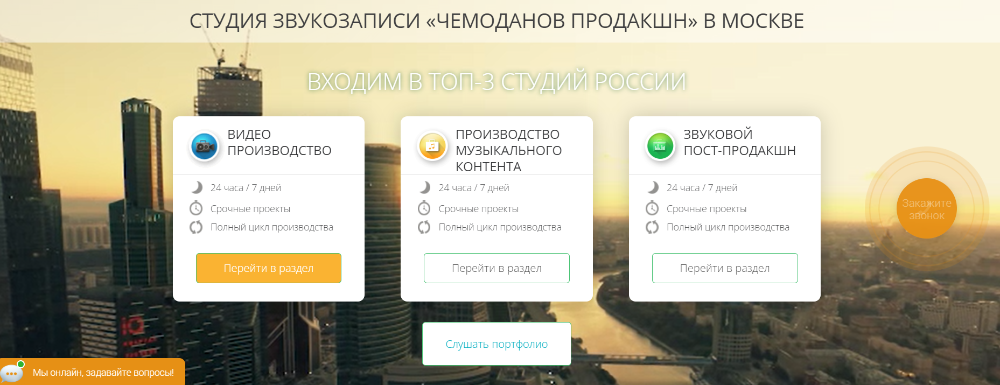 СТУДИЯ ЗВУКОЗАПИСИ «ЧЕМОДАНОВ ПРОДАКШН» В МОСКВЕ
ВХОДИМ В ТОП-3 СТУДИЙ РОССИИ
ВИДЕО
ПРОИЗВОДСТВО
24 часа / 7 дней
Срочные проекты
Полный цикл производства
Перейти в раздел
ПРОИЗВОДСТВО
МУЗЫКАЛЬНОГО
КОНТЕНТА
24 часа / 7 дней
Срочные проекты
Полный цикл производства
Перейти в раздел
ЗВУКОВОЙ
ПОСТ-ПРОДАКШН
24 часа / 7 дней
Срочные проекты
Полный цикл производства
Перейти в раздел
Закажите
звонок
Слушать портфолио
Мы онлайн, задавайте вопросы!